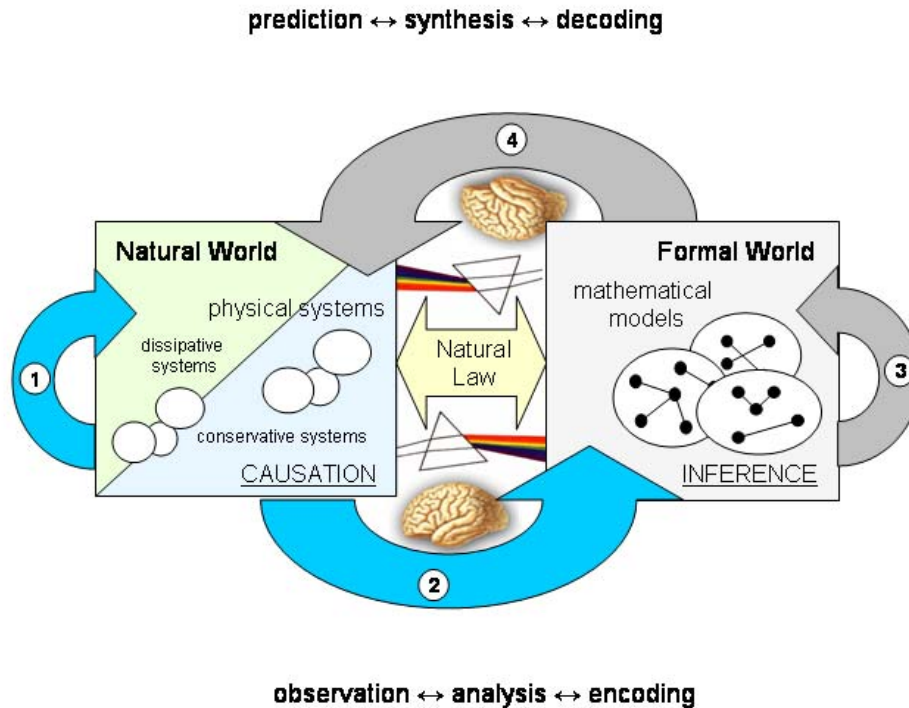 prediction ↔ synthesis ↔ decoding
4
Natural World
Formal World
physical systems
mathematical
models
dissipative
systems
Natural
Law
1
3
conservative systems
CAUSATION
INFERENCE
2
observation ↔ analysis ↔ encoding